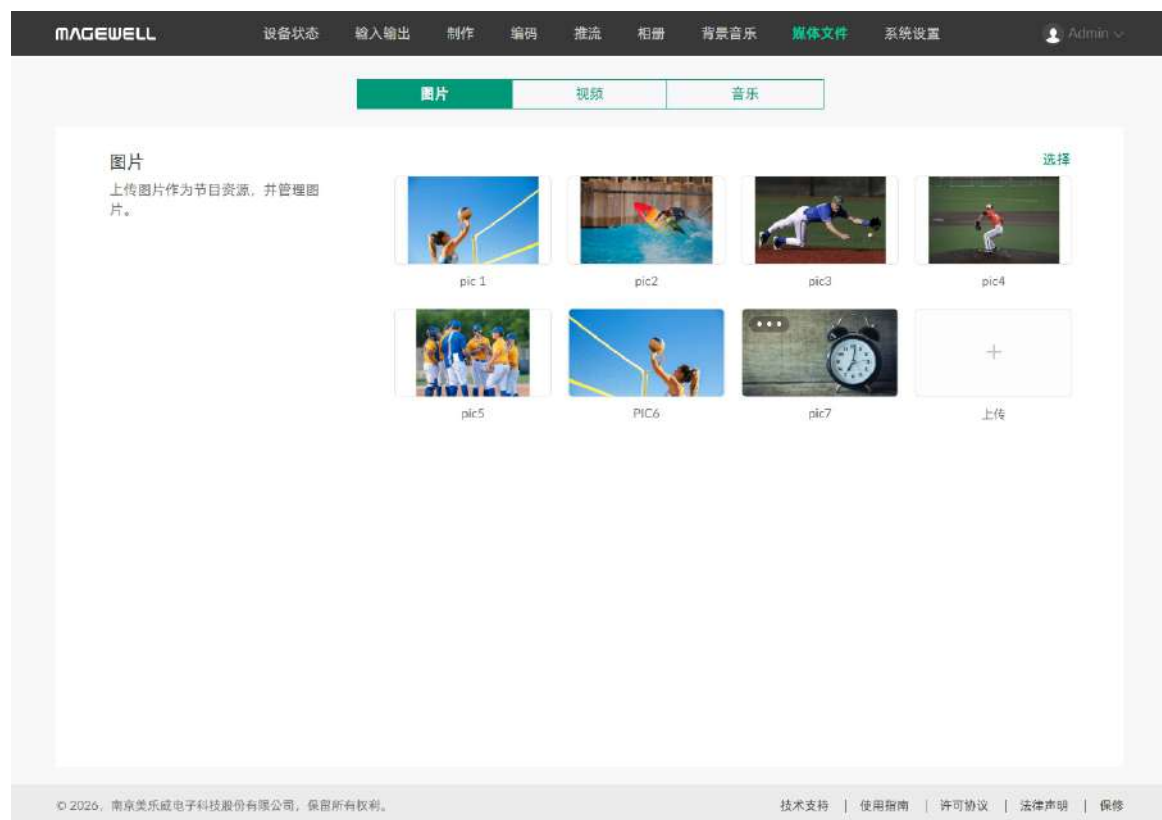 MAGEWELL 设备状态 输入输出 制作 编码 推流 相册 背景音乐 媒体文件 系统设置 Admin
图片 视频 音乐
图片
选择
上传图片作为节目资源，并管理图
片。
pic 1 pic2 pic3 pic4
pic5 PIC6 pic7 上传
© 2026，南京美乐威电子科技股份有限公司，保留所有权利。 技术支持 | 使用指南 | 许可协议 | 法律声明 | 保修